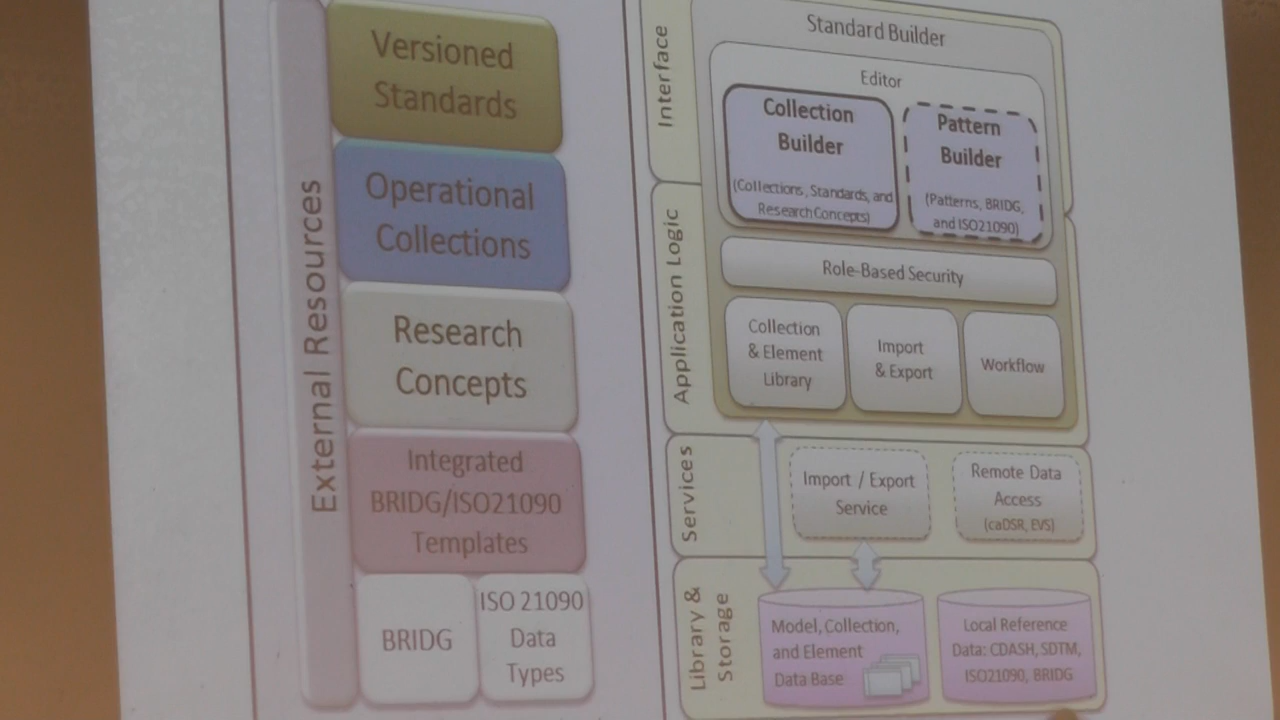 External Resources
Versioned
Standards
Operational
Collections
Research
Concepts
Integrated
BRIDG/ISO21090
Templates
BRIDG
ISO 21090
Data
Types
Interface
Standard Builder
Editor
Collection
Builder
(Collections, Standards, and
Research Concepts)
Pattern
Builder
(Patterns, BRIDG,
and ISO21090)
Application Logic
Role-Based Security
Collection
& Element
Library
Import
& Export
Workflow
Services
Import / Export
Service
Remote Data
Access
(caDSR, EVS)
Library &
Storage
Model, Collection,
and Element
Data Base
Local Reference
Data: CDASH, SDTM,
ISO21090, BRIDG